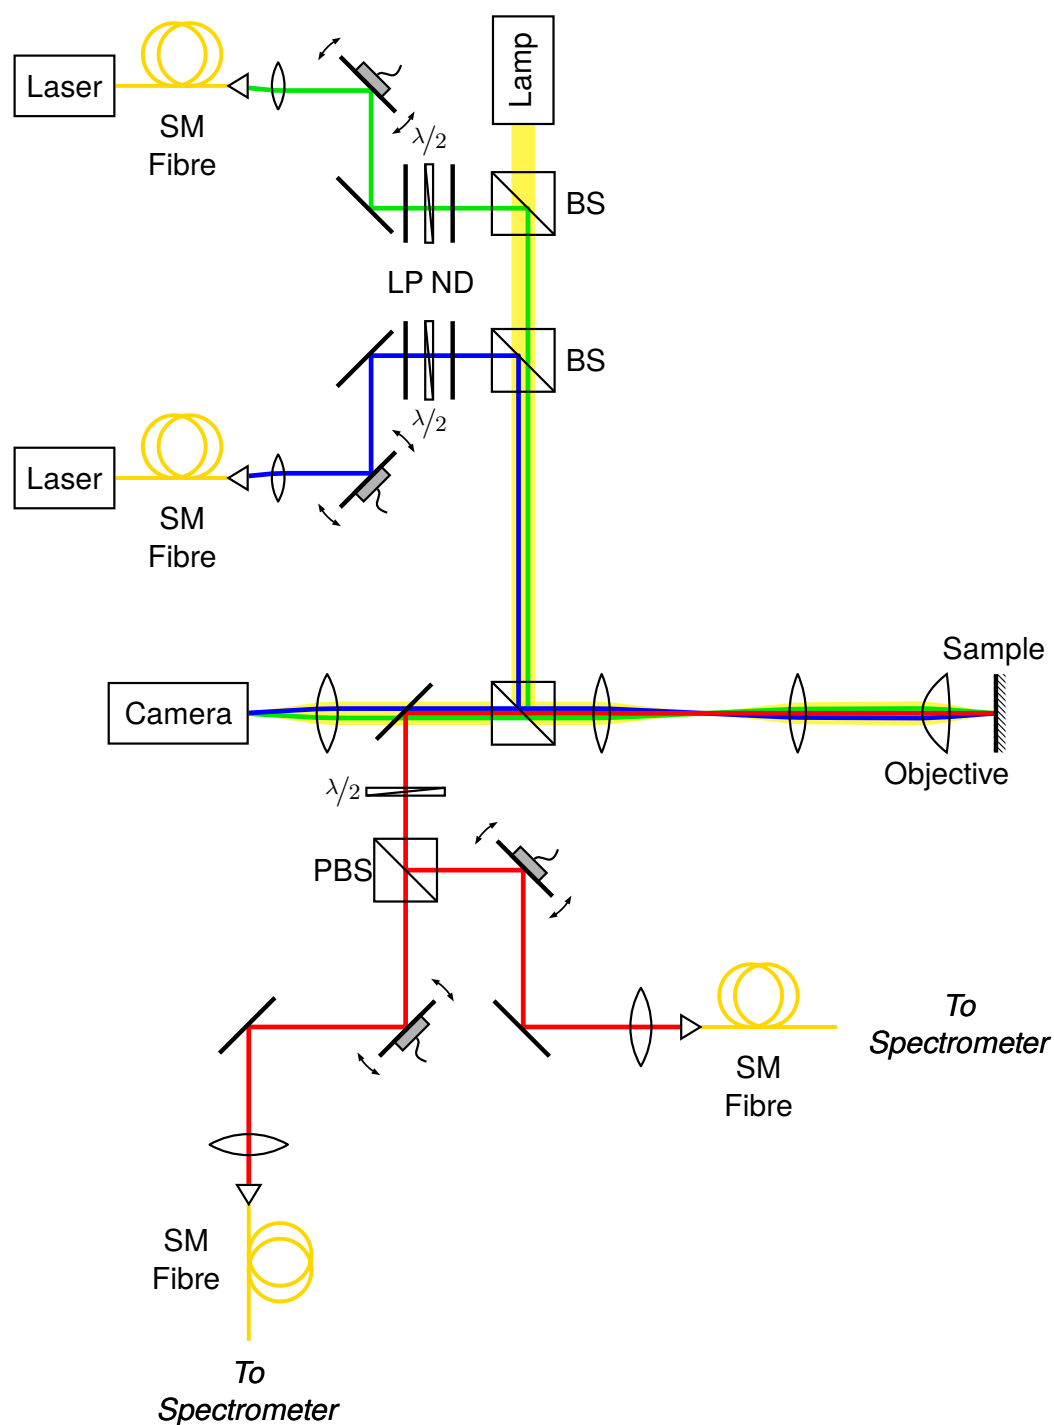 Lamp
Laser
SM
Fibre
λ/2
BS
LP ND
BS
λ/2
Laser
SM
Fibre
Sample
Camera
Objective
λ/2
PBS
To
Spectrometer
SM
Fibre
SM
Fibre
To
Spectrometer